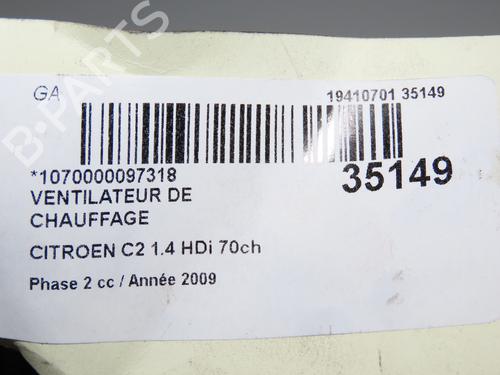 B-PARTS
GA
19410701 35149
*1070000097318
35149
VENTILATEUR DE
CHAUFFAGE
CITROEN C2 1.4 HDi 70ch
Phase 2 cc / Année 2009